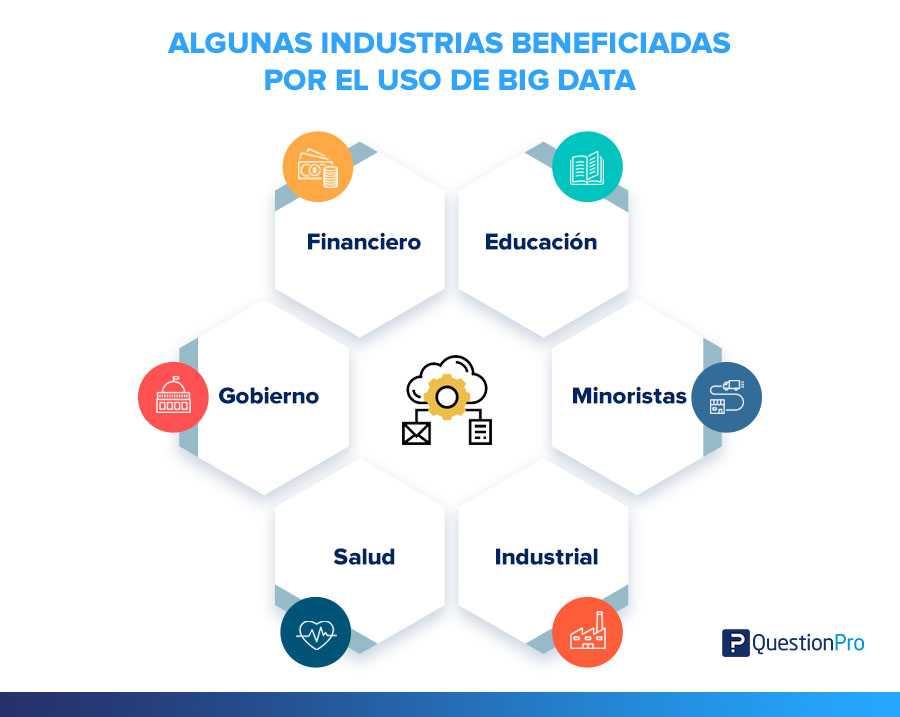 ALGUNAS INDUSTRIAS BENEFICIADAS
POR EL USO DE BIG DATA
Financiero
Educación
Gobierno
Minoristas
Salud
Industrial
QuestionPro